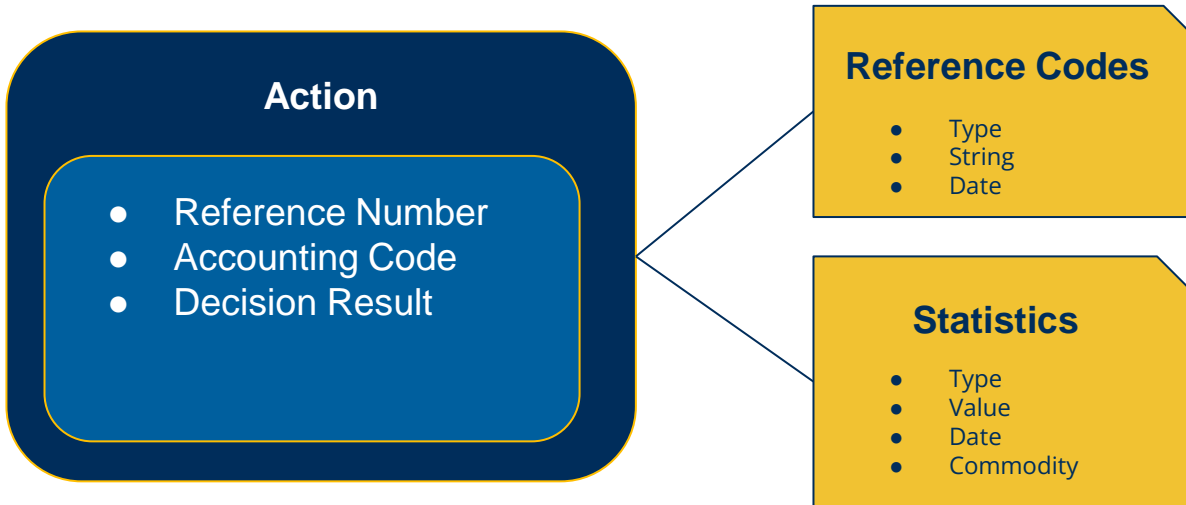 Action
● Reference Number
● Accounting Code
● Decision Result
Reference Codes
● Type
● String
● Date
Statistics
● Type
● Value
● Date
● Commodity